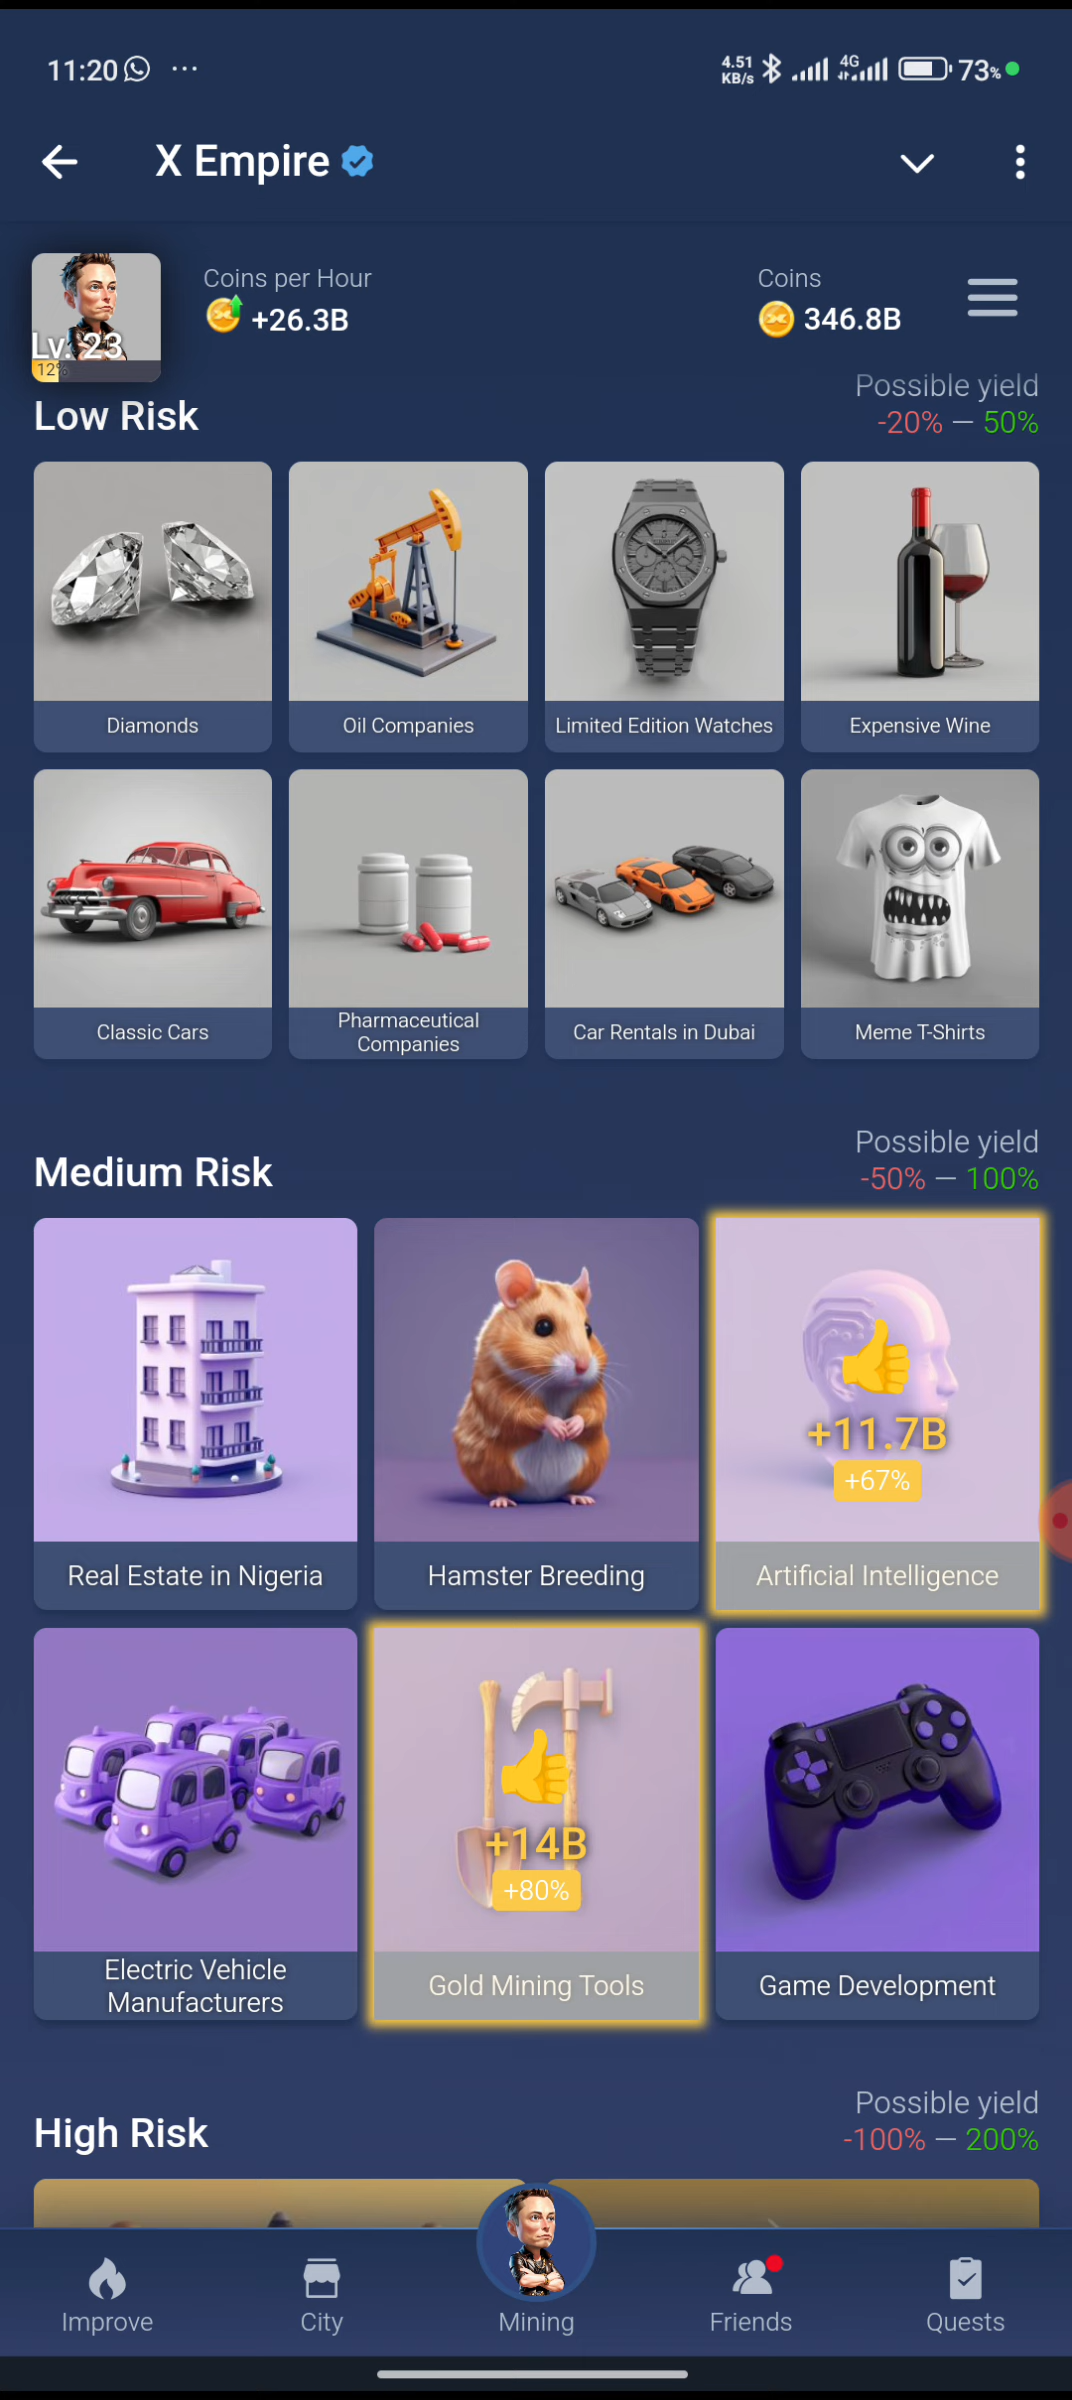 11:20 ...
4.51 KB/s 4G 73%
X Empire
Lv. 23
12%
Coins per Hour
+26.3B
Coins
346.8B
Low Risk
Possible yield
-20% — 50%
Diamonds
Oil Companies
Limited Edition Watches
Expensive Wine
Classic Cars
Pharmaceutical
Companies
Car Rentals in Dubai
Meme T-Shirts
Medium Risk
Possible yield
-50% — 100%
Real Estate in Nigeria
Hamster Breeding
+11.7B
+67%
Artificial Intelligence
Electric Vehicle
Manufacturers
+14B
+80%
Gold Mining Tools
Game Development
High Risk
Possible yield
-100% — 200%
Improve
City
Mining
Friends
Quests